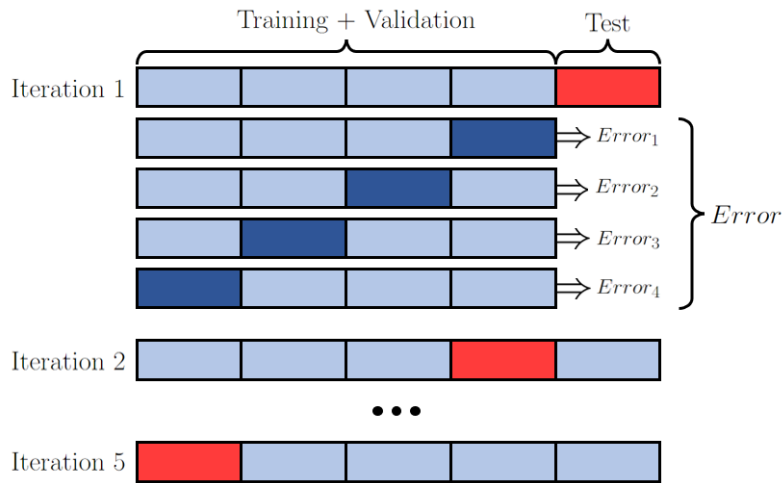 Training + Validation
Test
Iteration 1
Error₁
Error₂
Error₃
Error₄
Error
Iteration 2
...
Iteration 5